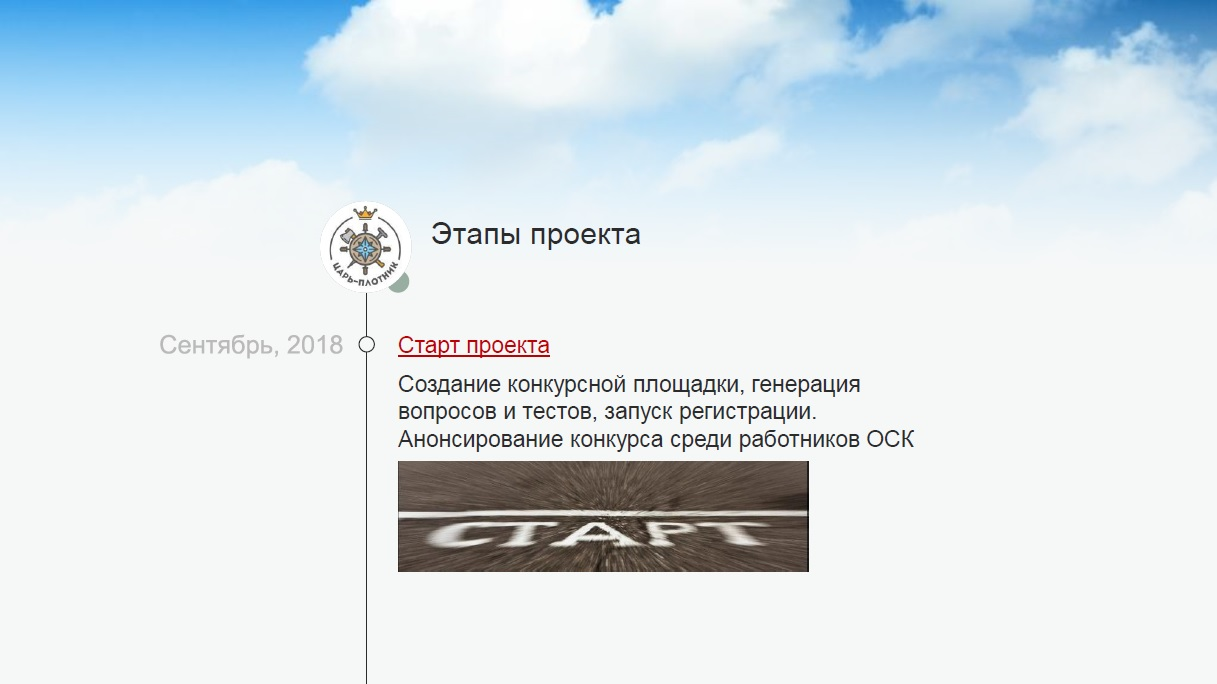 Этапы проекта
ЦАРЬ-ПЛОТНИК
Сентябрь, 2018
Старт проекта
Создание конкурсной площадки, генерация
вопросов и тестов, запуск регистрации.
Анонсирование конкурса среди работников ОСК
СТАРТ